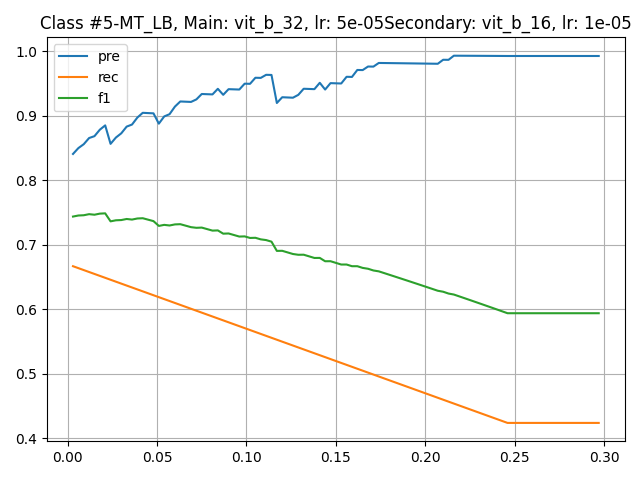 Class #5-MT_LB, Main: vit_b_32, lr: 5e-05Secondary: vit_b_16, lr: 1e-05
pre
rec
f1
1.0
0.9
0.8
0.7
0.6
0.5
0.4
0.00 0.05 0.10 0.15 0.20 0.25 0.30